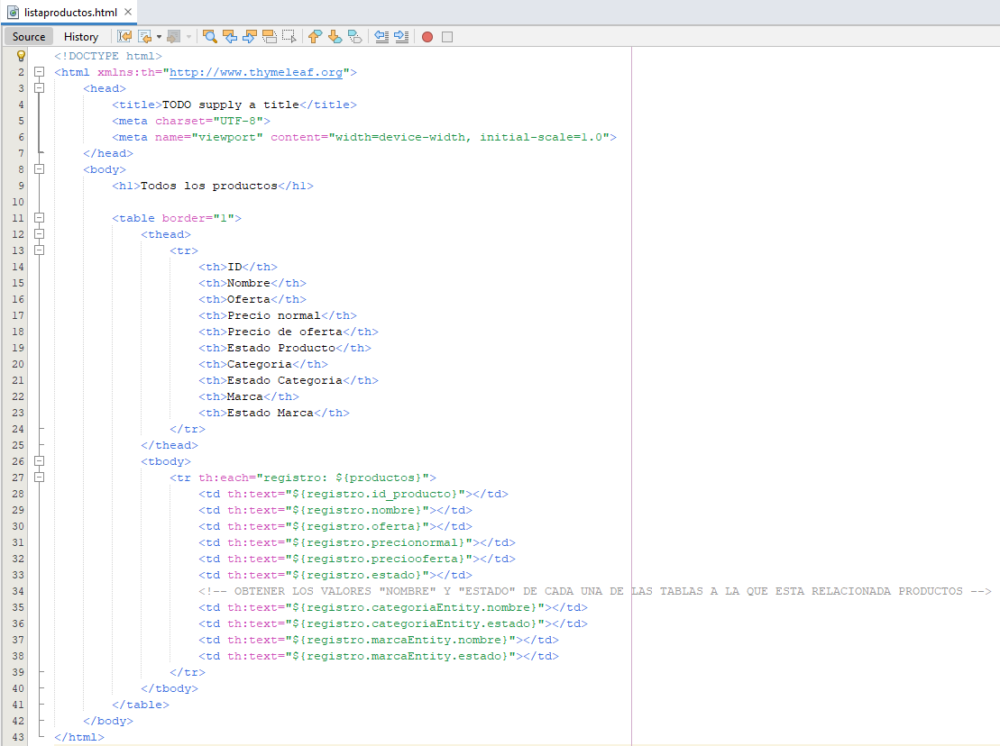 listaproductos.html
Source History
<!DOCTYPE html>
2 <html xmlns:th="http://www.thymeleaf.org">
3 <head>
4 <title>TODO supply a title</title>
5 <meta charset="UTF-8">
6 <meta name="viewport" content="width=device-width, initial-scale=1.0">
7 </head>
8 <body>
9 <h1>Todos los productos</h1>
10
11 <table border="1">
12 <thead>
13 <tr>
14 <th>ID</th>
15 <th>Nombre</th>
16 <th>Oferta</th>
17 <th>Precio normal</th>
18 <th>Precio de oferta</th>
19 <th>Estado Producto</th>
20 <th>Categoria</th>
21 <th>Estado Categoria</th>
22 <th>Marca</th>
23 <th>Estado Marca</th>
24 </tr>
25 </thead>
26 <tbody>
27 <tr th:each="registro: ${productos}">
28 <td th:text="${registro.id_producto}"></td>
29 <td th:text="${registro.nombre}"></td>
30 <td th:text="${registro.oferta}"></td>
31 <td th:text="${registro.precionormal}"></td>
32 <td th:text="${registro.preciooferta}"></td>
33 <td th:text="${registro.estado}"></td>
34 <!-- OBTENER LOS VALORES "NOMBRE" Y "ESTADO" DE CADA UNA DE LAS TABLAS A LA QUE ESTA RELACIONADA PRODUCTOS -->
35 <td th:text="${registro.categoriaEntity.nombre}"></td>
36 <td th:text="${registro.categoriaEntity.estado}"></td>
37 <td th:text="${registro.marcaEntity.nombre}"></td>
38 <td th:text="${registro.marcaEntity.estado}"></td>
39 </tr>
40 </tbody>
41 </table>
42 </body>
43 </html>